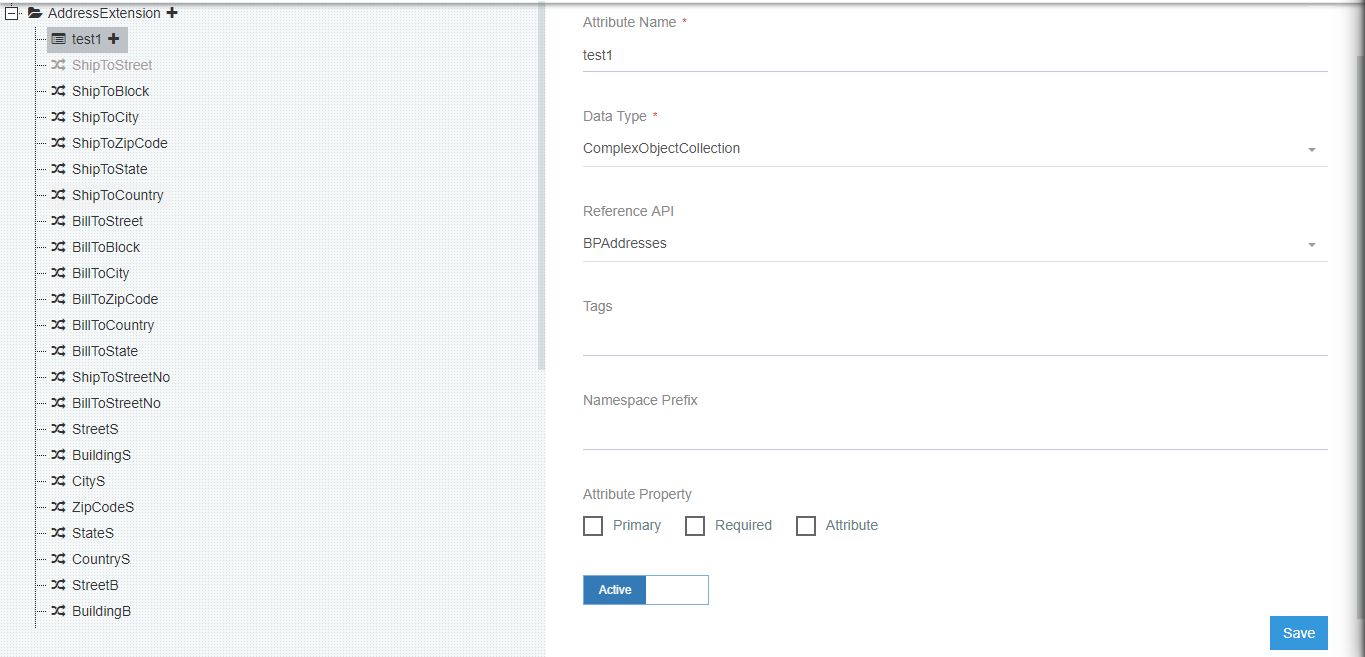 AddressExtension
test1
ShipToStreet
ShipToBlock
ShipToCity
ShipToZipCode
ShipToState
ShipToCountry
BillToStreet
BillToBlock
BillToCity
BillToZipCode
BillToCountry
BillToState
ShipToStreetNo
BillToStreetNo
StreetS
BuildingS
CityS
ZipCodeS
StateS
CountryS
StreetB
BuildingB
Attribute Name *
test1
Data Type *
ComplexObjectCollection
Reference API
BPAddresses
Tags
Namespace Prefix
Attribute Property
Primary Required Attribute
Active
Save